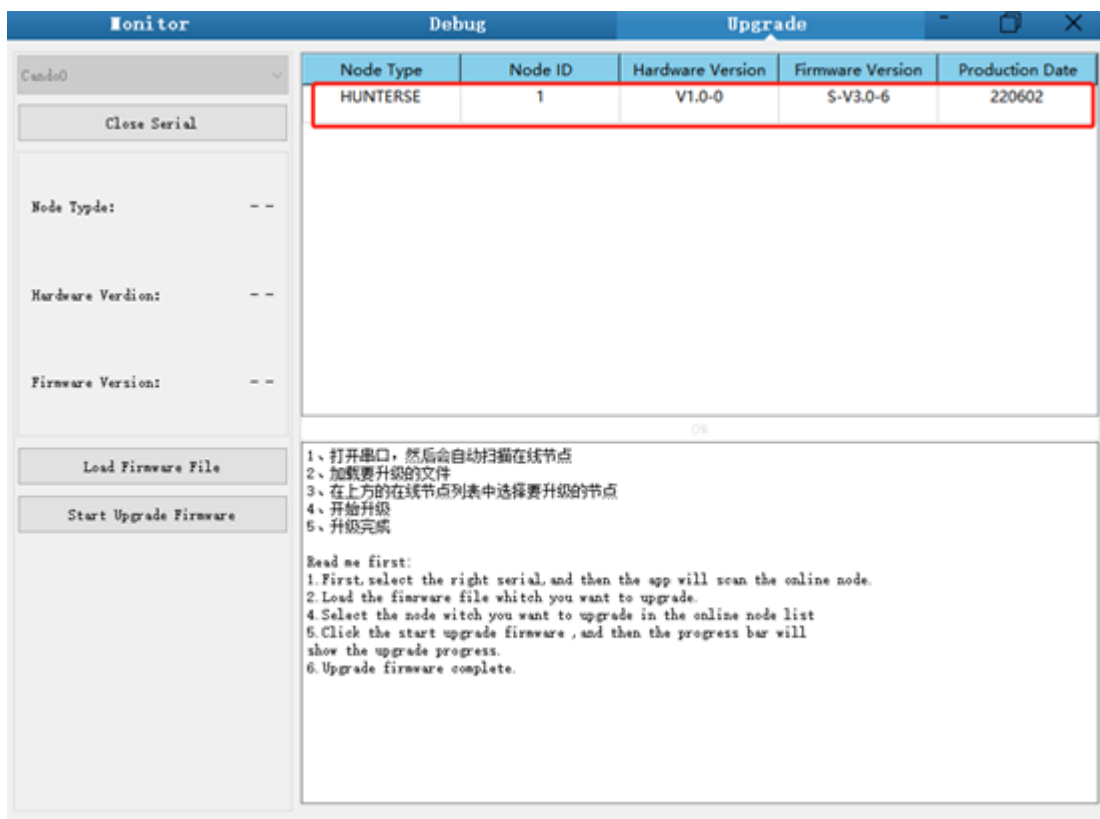 Monitor Debug Upgrade
Cando0
Close Serial
Node Typde: --
Hardware Verdion: --
Firmware Version: --
Load Firmware File
Start Upgrade Firmware
Node Type Node ID Hardware Version Firmware Version Production Date
HUNTERSE 1 V1.0-0 S-V3.0-6 220602
0%
1、打开串口，然后会自动扫描在线节点
2、加载要升级的文件
3、在上方的在线节点列表中选择要升级的节点
4、开始升级
5、升级完成
Read me first:
1.First,select the right serial,and then the app will scan the online node.
2.Load the fimrware file whitch you want to upgrade.
4.Select the node witch you want to upgrade in the online node list
5.Click the start upgrade firmware ,and then the progress bar will
show the upgrade progress.
6.Upgrade firmware complete.